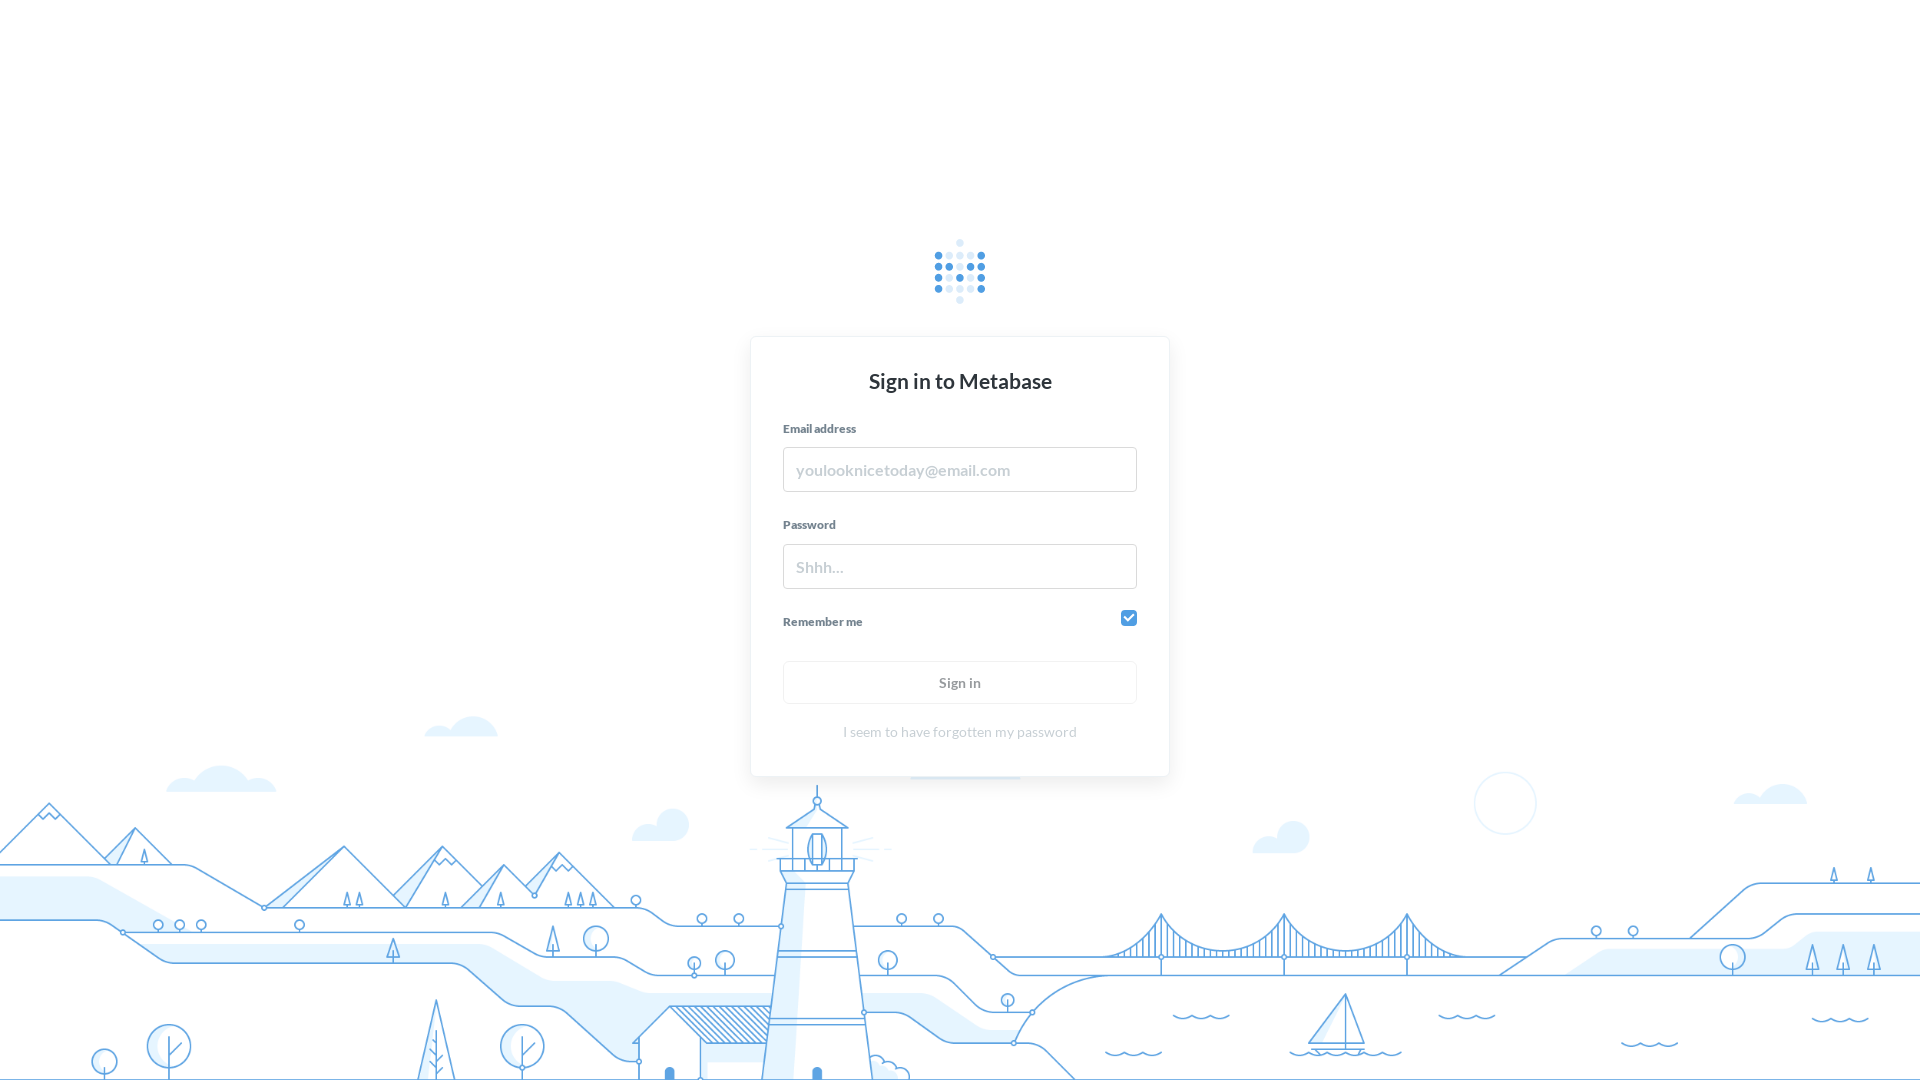 Sign in to Metabase
Email address
youlooknicetoday@email.com
Password
Shhh...
Remember me
Sign in
I seem to have forgotten my password